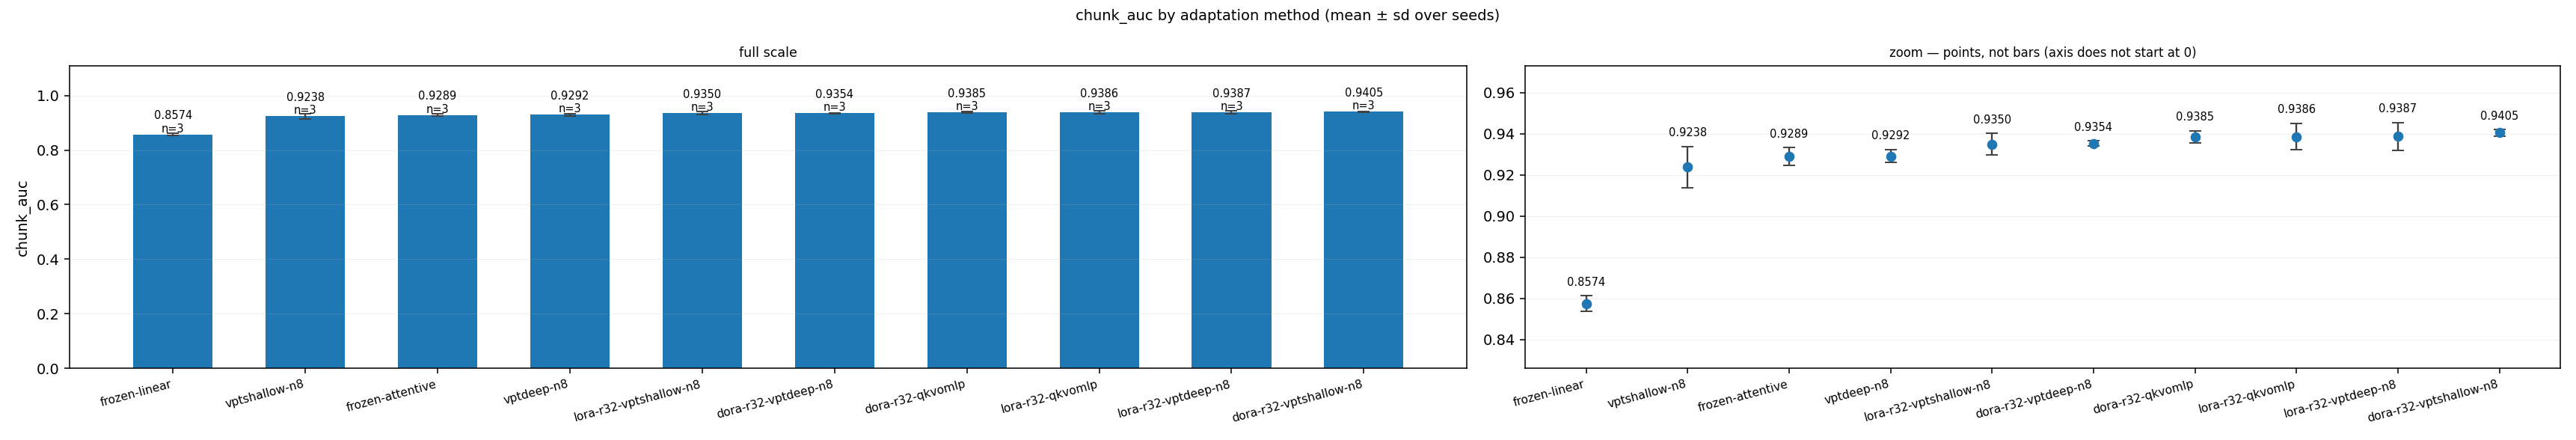 chunk_auc by adaptation method (mean ± sd over seeds)
full scale
chunk_auc
1.0
0.8
0.6
0.4
0.2
0.0
0.8574
n=3
0.9238
n=3
0.9289
n=3
0.9292
n=3
0.9350
n=3
0.9354
n=3
0.9385
n=3
0.9386
n=3
0.9387
n=3
0.9405
n=3
frozen-linear
vptshallow-n8
frozen-attentive
vptdeep-n8
lora-r32-vptshallow-n8
dora-r32-vptdeep-n8
dora-r32-qkvomlp
lora-r32-qkvomlp
lora-r32-vptdeep-n8
dora-r32-vptshallow-n8
zoom — points, not bars (axis does not start at 0)
0.96
0.94
0.92
0.90
0.88
0.86
0.84
0.8574
0.9238
0.9289
0.9292
0.9350
0.9354
0.9385
0.9386
0.9387
0.9405
frozen-linear
vptshallow-n8
frozen-attentive
vptdeep-n8
lora-r32-vptshallow-n8
dora-r32-vptdeep-n8
dora-r32-qkvomlp
lora-r32-qkvomlp
lora-r32-vptdeep-n8
dora-r32-vptshallow-n8